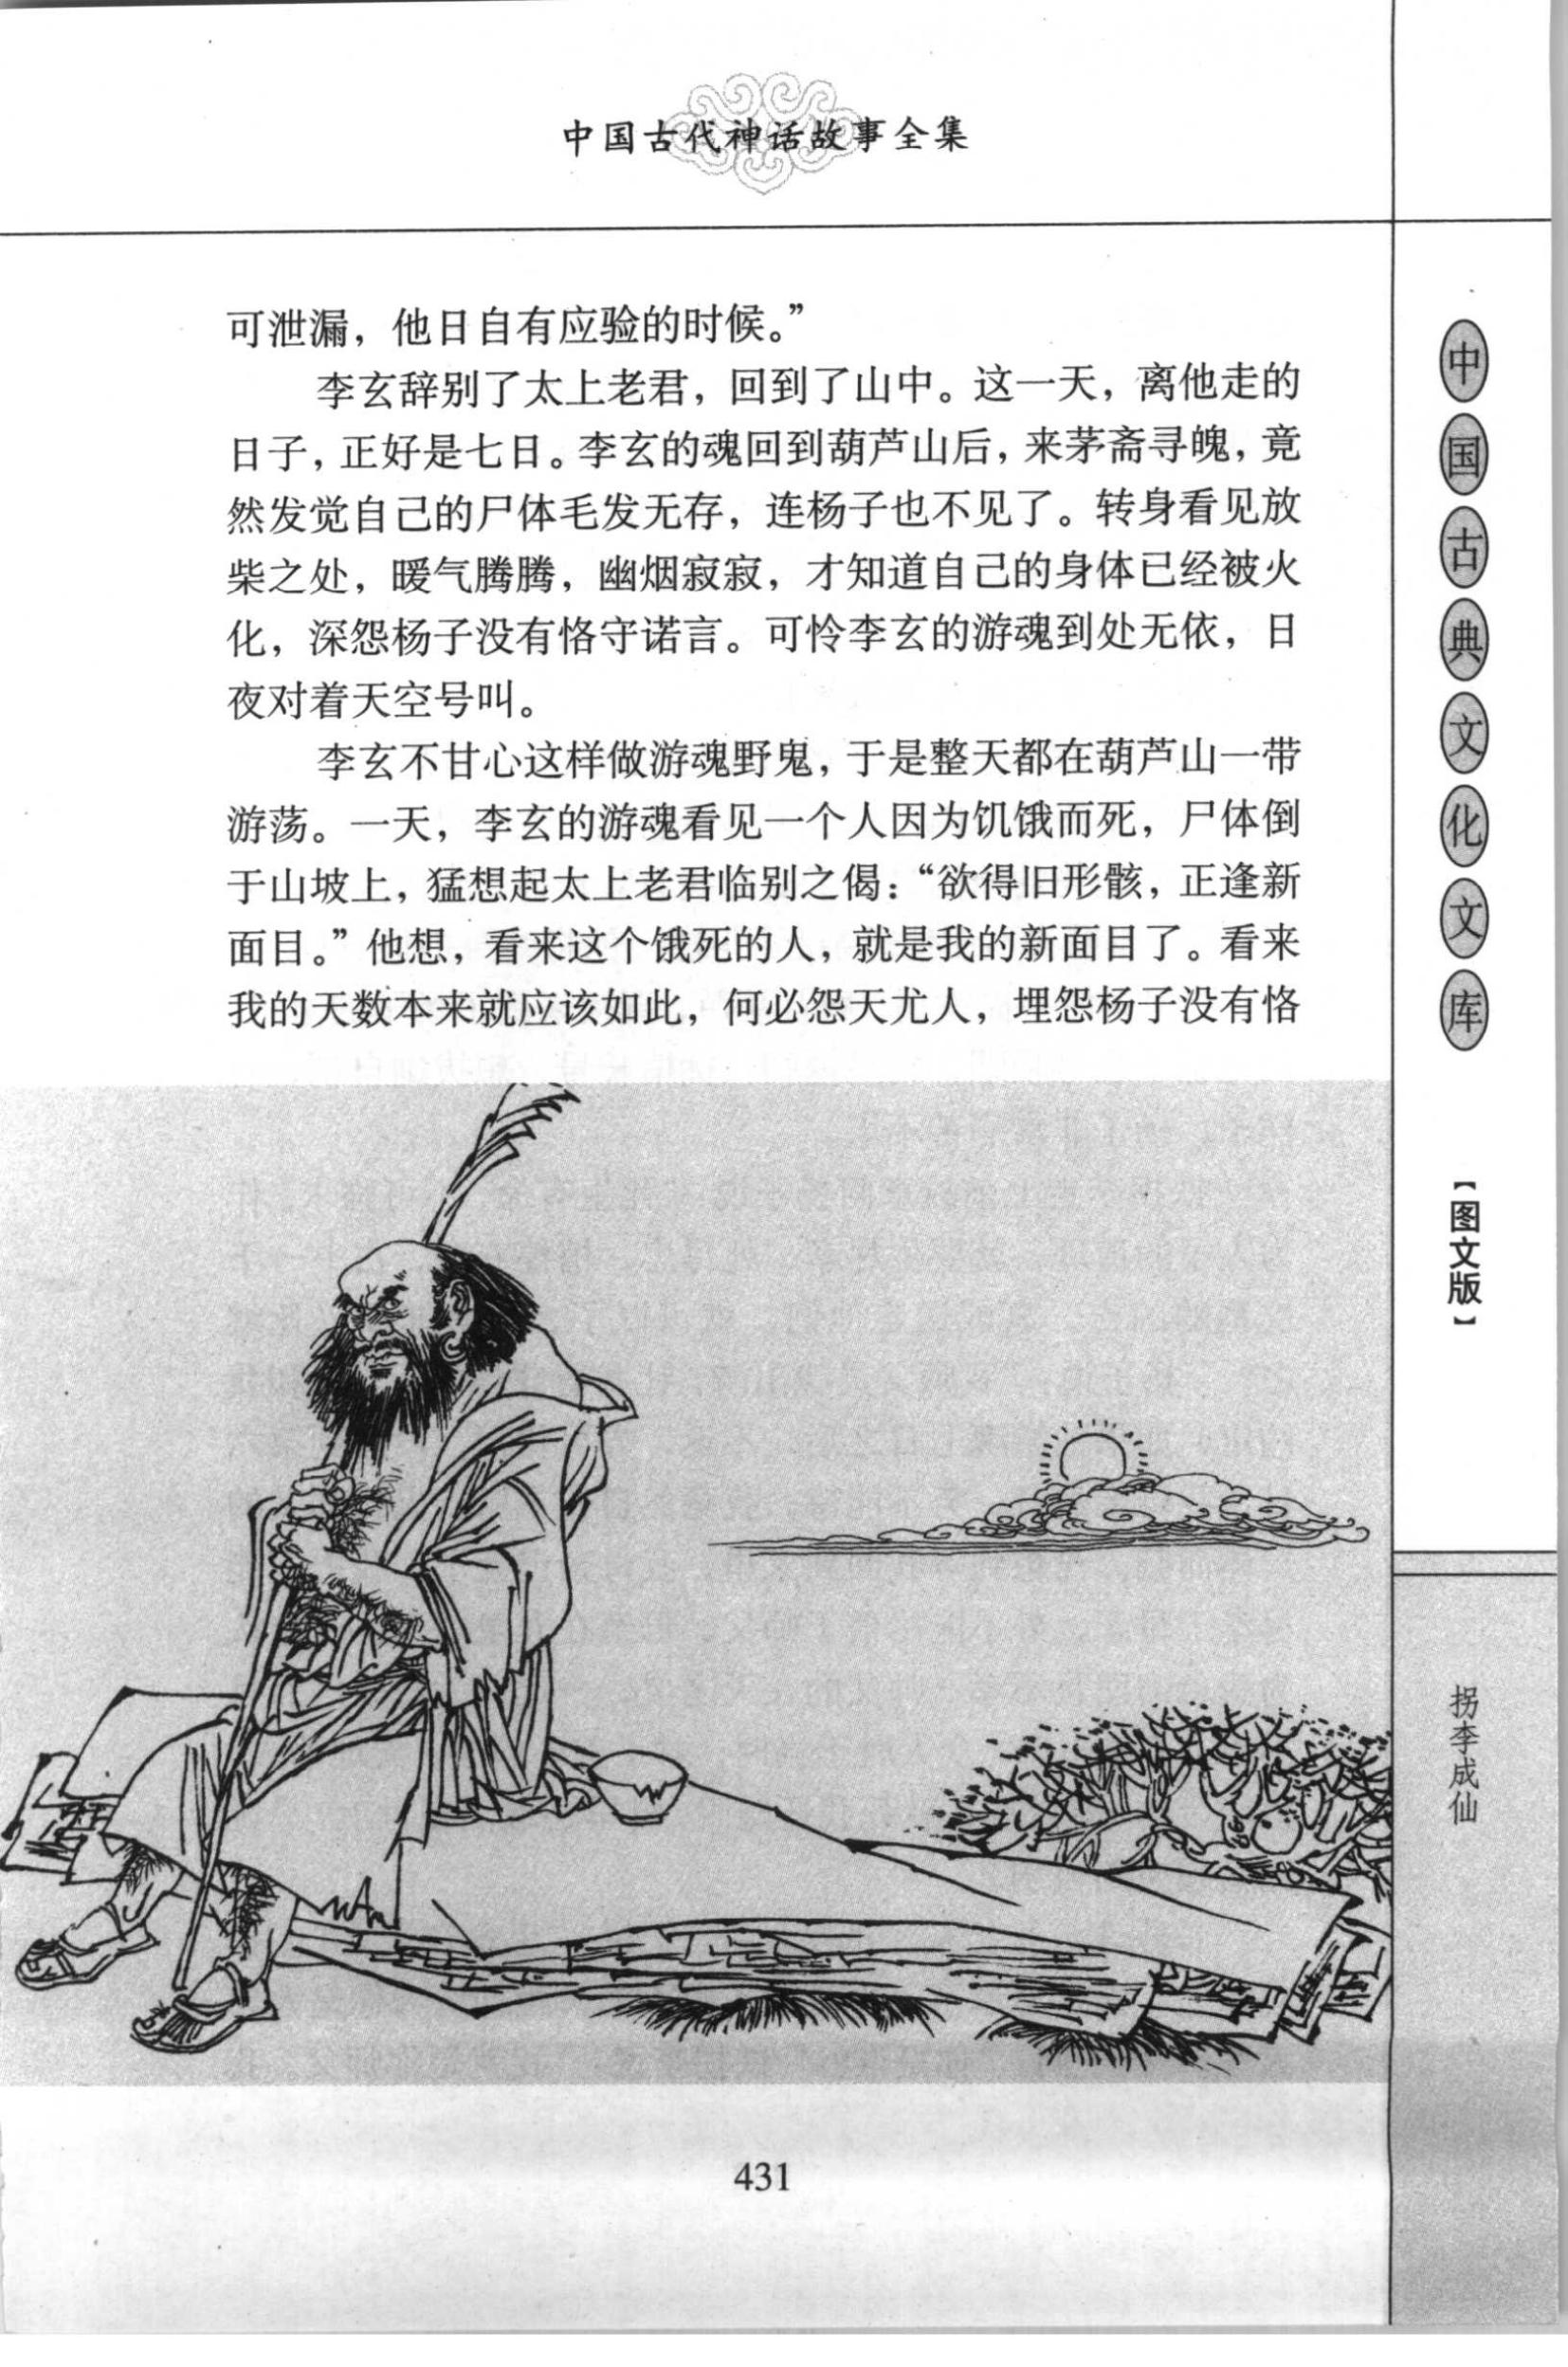 中国古代神话故事全集
可泄漏，他日自有应验的时候。”
李玄辞别了太上老君，回到了山中。这一天，离他走的
日子，正好是七日。李玄的魂回到葫芦山后，来茅斋寻魄，竟
然发觉自己的尸体毛发无存，连杨子也不见了。转身看见放
柴之处，暖气腾腾，幽烟寂寂，才知道自己的身体已经被火
化，深怨杨子没有恪守诺言。可怜李玄的游魂到处无依，日
夜对着天空号叫。
李玄不甘心这样做游魂野鬼，于是整天都在葫芦山一带
游荡。一天，李玄的游魂看见一个人因为饥饿而死，尸体倒
于山坡上，猛想起太上老君临别之偈：“欲得旧形骸，正逢新
面目。”他想，看来这个饿死的人，就是我的新面目了。看来
我的天数本来就应该如此，何必怨天尤人，埋怨杨子没有恪
中国古典文化文库
【图文版】
拐李成仙
431